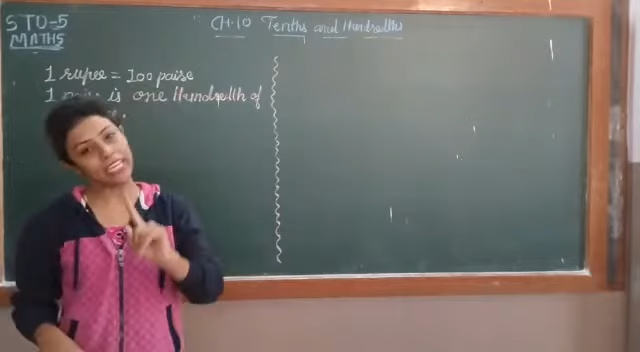 STD-5
MATHS
CH.10 Tenths and Hundredths
1 rupee = 100 paise
1 is one Hundredth of